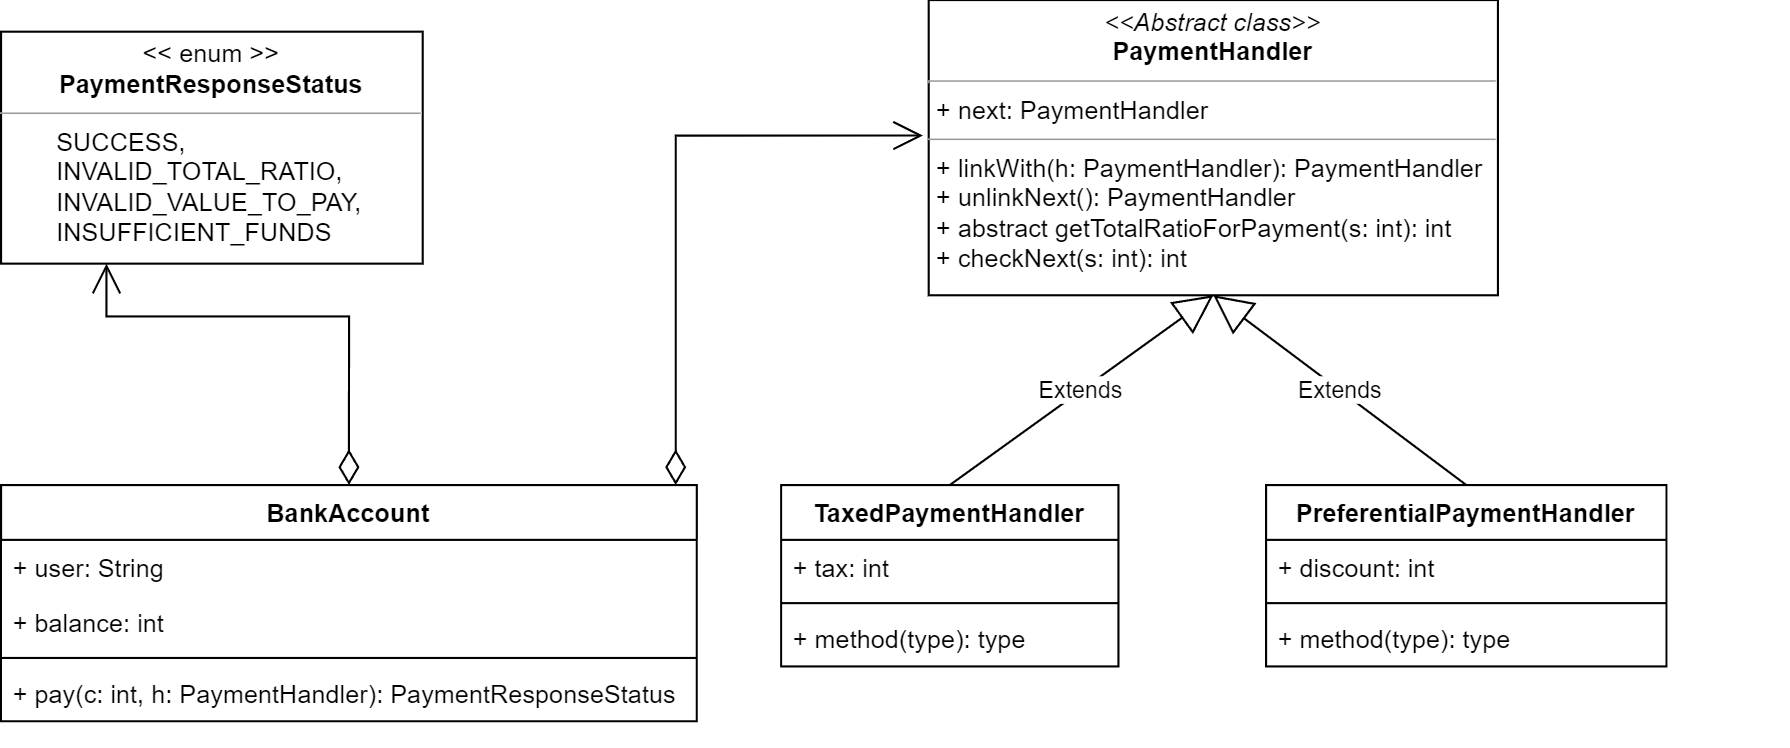 << enum >>
PaymentResponseStatus
SUCCESS,
INVALID_TOTAL_RATIO,
INVALID_VALUE_TO_PAY,
INSUFFICIENT_FUNDS
<<Abstract class>>
PaymentHandler
+ next: PaymentHandler
+ linkWith(h: PaymentHandler): PaymentHandler
+ unlinkNext(): PaymentHandler
+ abstract getTotalRatioForPayment(s: int): int
+ checkNext(s: int): int
Extends
Extends
BankAccount
+ user: String
+ balance: int
+ pay(c: int, h: PaymentHandler): PaymentResponseStatus
TaxedPaymentHandler
+ tax: int
+ method(type): type
PreferentialPaymentHandler
+ discount: int
+ method(type): type